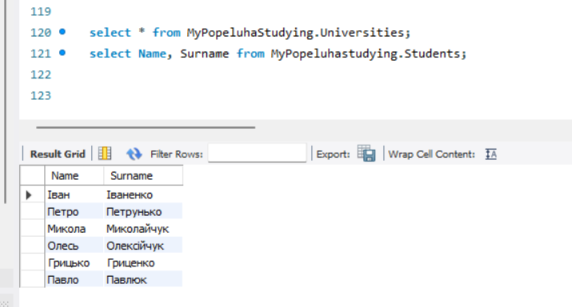 119
120 select * from MyPopeluhaStudying.Universities;
121 select Name, Surname from MyPopeluhastudying.Students;
122
123
Result Grid Filter Rows: Export: Wrap Cell Content:
Name Surname
Іван Іваненко
Петро Петрунько
Микола Миколайчук
Олесь Олексійчук
Грицько Гриценко
Павло Павлюк